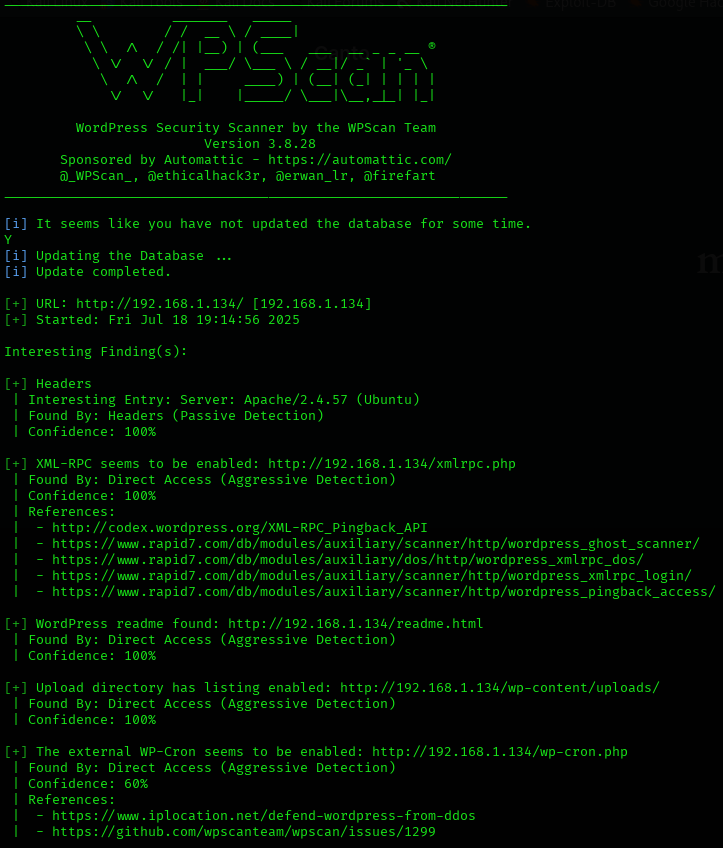 WPScan ®
WordPress Security Scanner by the WPScan Team
Version 3.8.28
Sponsored by Automattic - https://automattic.com/
@_WPScan_, @ethicalhack3r, @erwan_lr, @firefart
[i] It seems like you have not updated the database for some time.
Y
[i] Updating the Database ...
[i] Update completed.
[+] URL: http://192.168.1.134/ [192.168.1.134]
[+] Started: Fri Jul 18 19:14:56 2025
Interesting Finding(s):
[+] Headers
| Interesting Entry: Server: Apache/2.4.57 (Ubuntu)
| Found By: Headers (Passive Detection)
| Confidence: 100%
[+] XML-RPC seems to be enabled: http://192.168.1.134/xmlrpc.php
| Found By: Direct Access (Aggressive Detection)
| Confidence: 100%
| References:
|  - http://codex.wordpress.org/XML-RPC_Pingback_API
|  - https://www.rapid7.com/db/modules/auxiliary/scanner/http/wordpress_ghost_scanner/
|  - https://www.rapid7.com/db/modules/auxiliary/dos/http/wordpress_xmlrpc_dos/
|  - https://www.rapid7.com/db/modules/auxiliary/scanner/http/wordpress_xmlrpc_login/
|  - https://www.rapid7.com/db/modules/auxiliary/scanner/http/wordpress_pingback_access/
[+] WordPress readme found: http://192.168.1.134/readme.html
| Found By: Direct Access (Aggressive Detection)
| Confidence: 100%
[+] Upload directory has listing enabled: http://192.168.1.134/wp-content/uploads/
| Found By: Direct Access (Aggressive Detection)
| Confidence: 100%
[+] The external WP-Cron seems to be enabled: http://192.168.1.134/wp-cron.php
| Found By: Direct Access (Aggressive Detection)
| Confidence: 60%
| References:
|  - https://www.iplocation.net/defend-wordpress-from-ddos
|  - https://github.com/wpscanteam/wpscan/issues/1299